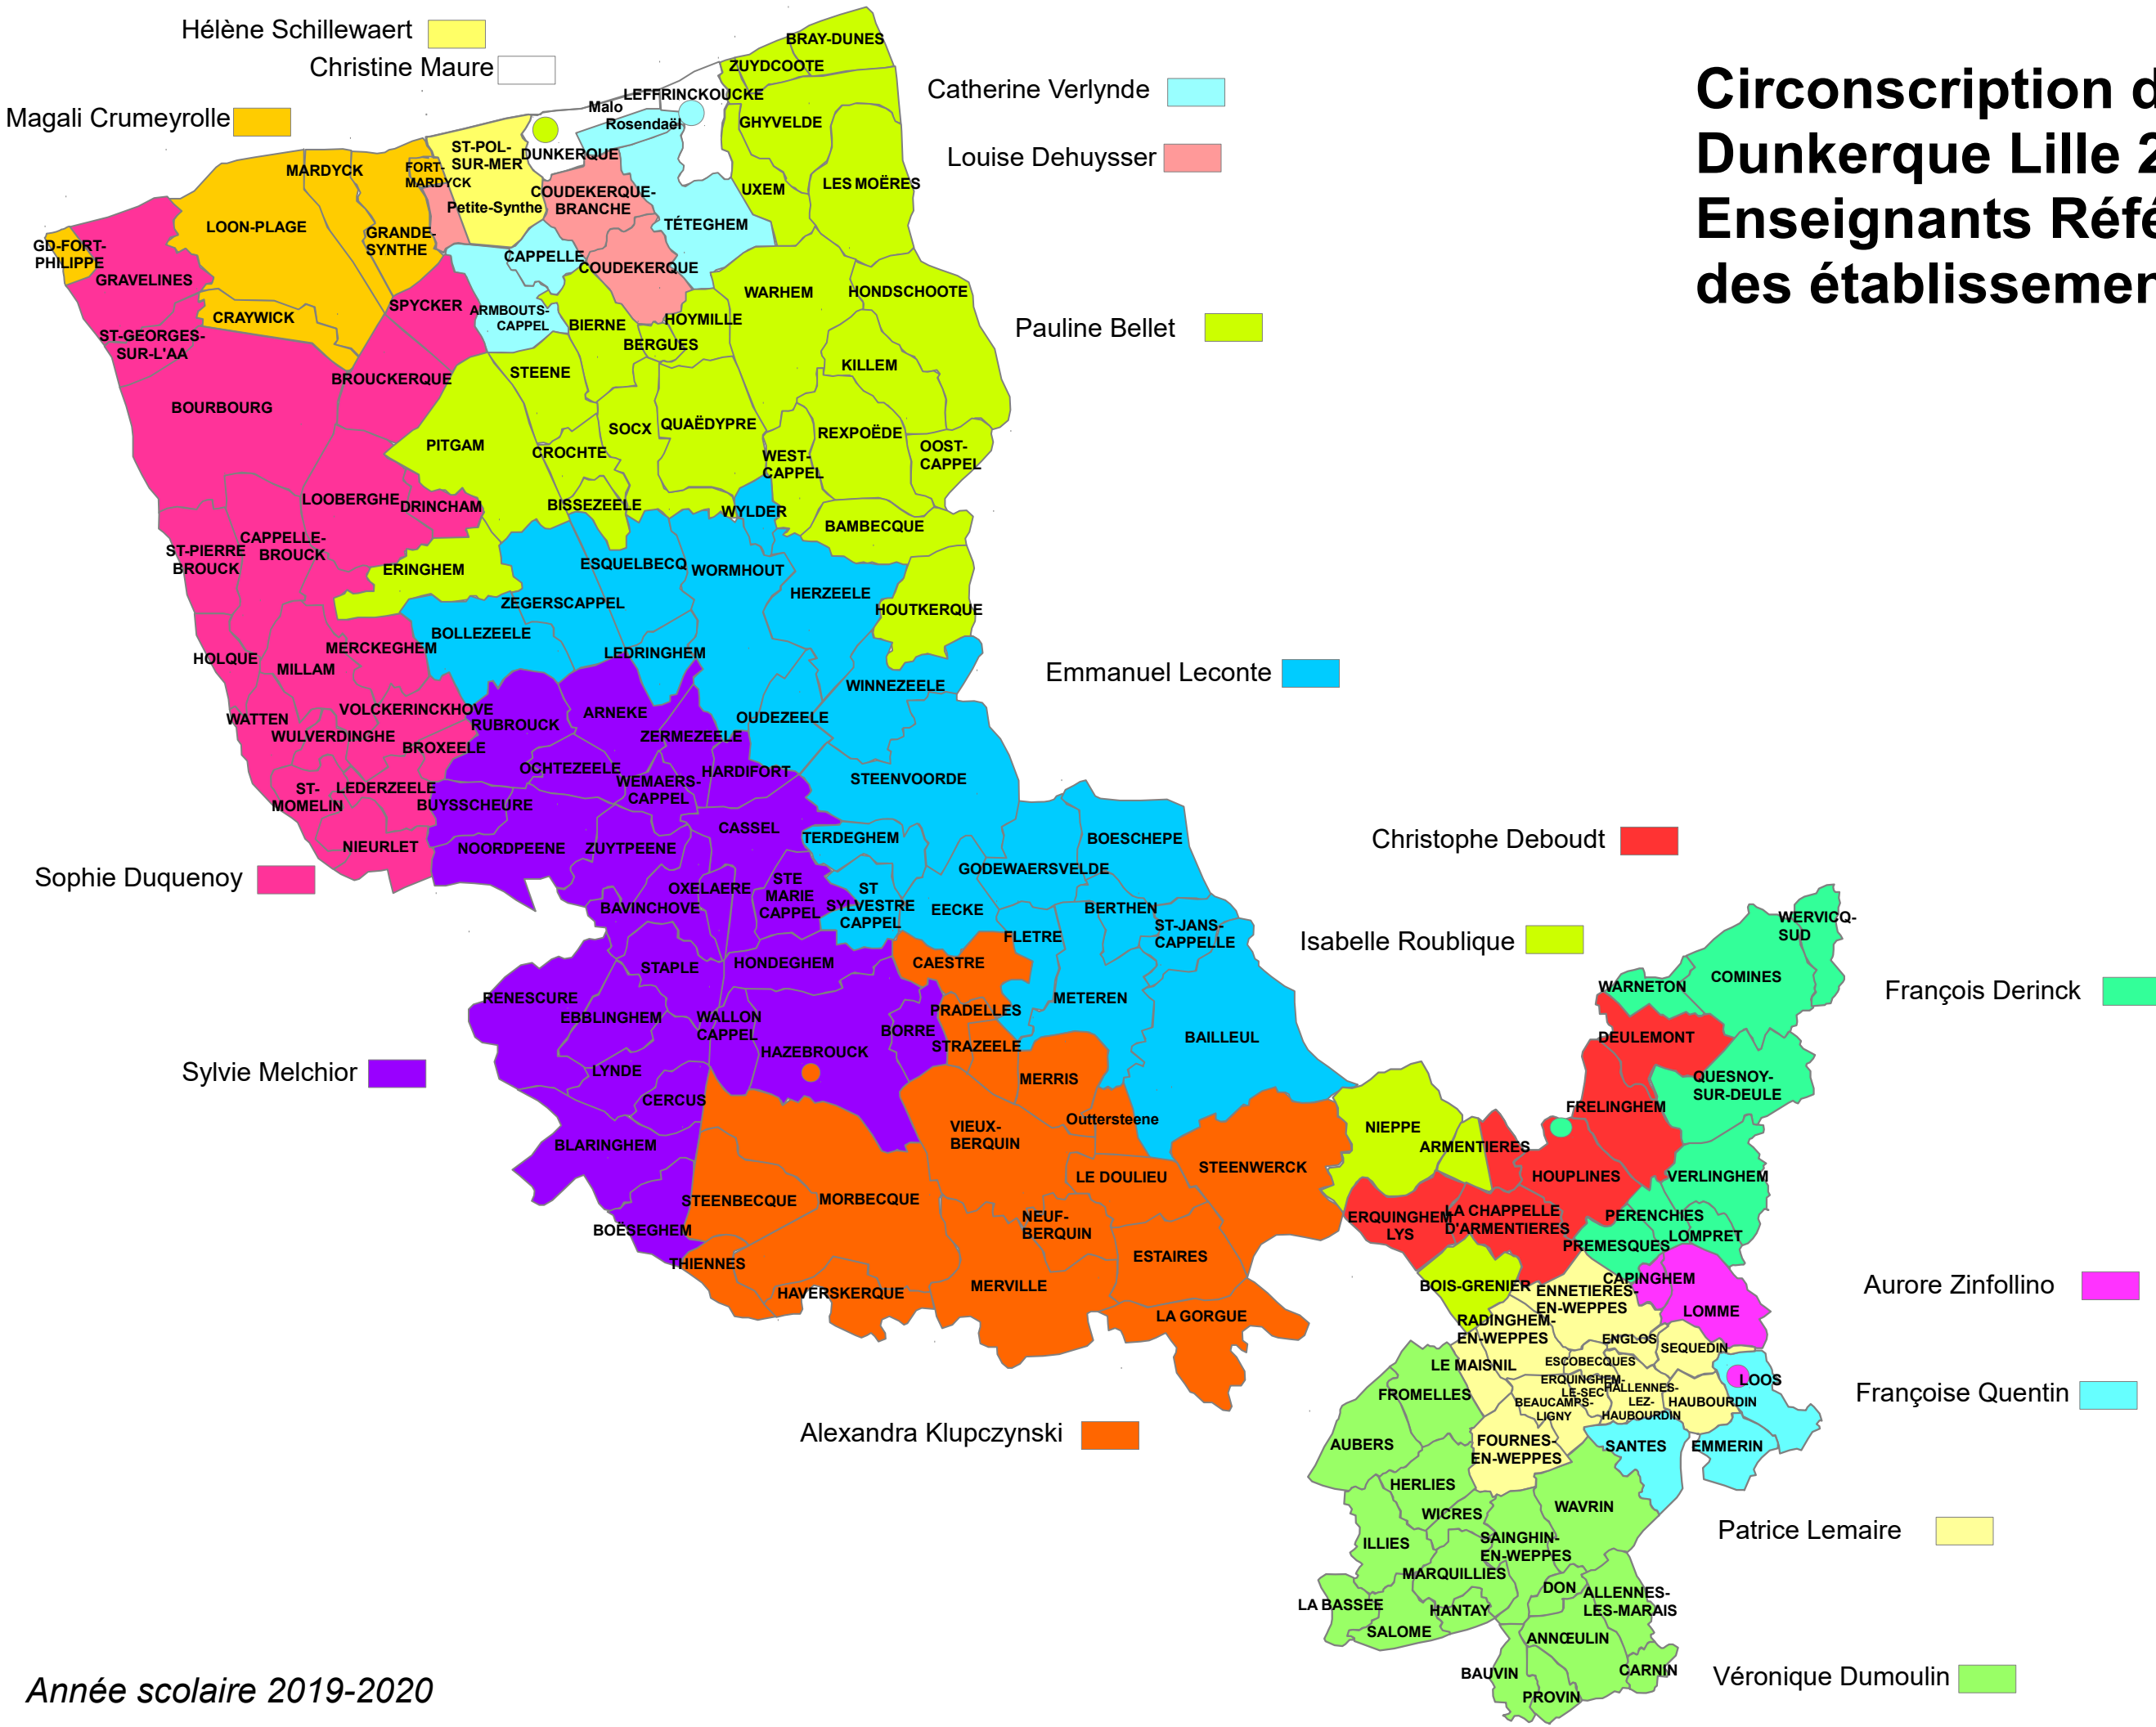 Hélène Schillewaert
Christine Maure
Magali Crumeyrolle
Catherine Verlynde
Louise Dehuysser
Circonscription d
Dunkerque Lille 2
Enseignants Réfé
des établissemen
Pauline Bellet
Emmanuel Leconte
Christophe Deboudt
Isabelle Roublique
François Derinck
Sophie Duquenoy
Sylvie Melchior
Aurore Zinfollino
Françoise Quentin
Alexandra Klupczynski
Patrice Lemaire
Véronique Dumoulin
Année scolaire 2019-2020
BRAY-DUNES
ZUYDCOOTE
LEFFRINCKOUCKE
Malo
Rosendaël
GHYVELDE
ST-POL-
SUR-MER
DUNKERQUE
MARDYCK
FORT-
MARDYCK
Petite-Synthe
COUDEKERQUE-
BRANCHE
UXEM
LES MOËRES
LOON-PLAGE
GRANDE-
SYNTHE
TÉTEGHEM
GD-FORT-
PHILIPPE
GRAVELINES
CAPPELLE
COUDEKERQUE
SPYCKER
ARMBOUTS-
CAPPEL
CRAYWICK
BIERNE
HOYMILLE
WARHEM
HONDSCHOOTE
ST-GEORGES-
SUR-L'AA
BERGUES
BROUCKERQUE
STEENE
KILLEM
BOURBOURG
PITGAM
SOCX
QUAËDYPRE
REXPOËDE
OOST-
CAPPEL
CROCHTE
WEST-
CAPPEL
LOOBERGHE
DRINCHAM
BISSEZEELE
WYLDER
BAMBECQUE
CAPPELLE-
BROUCK
ST-PIERRE
BROUCK
ERINGHEM
ESQUELBECQ
WORMHOUT
HERZEELE
HOUTKERQUE
ZEGERSCAPPEL
BOLLEZEELE
LEDRINGHEM
MERCKEGHEM
HOLQUE
MILLAM
WINNEZEELE
WATTEN
VOLCKERINCKHOVE
WULVERDINGHE
RUBROUCK
ARNEKE
OUDEZEELE
BROXEELE
ZERMEZEELE
OCHTEZEELE
WEMAERS-
CAPPEL
HARDIFORT
STEENVOORDE
ST-
MOMELIN
LEDERZEELE
BUYSSCHEURE
CASSEL
TERDEGHEM
BOESCHEPE
NIEURLET
NOORDPEENE
ZUYTPEENE
GODEWAERSVELDE
OXELAERE
STE
MARIE
CAPPEL
ST
SYLVESTRE
CAPPEL
EECKE
BERTHEN
BAVINCHOVE
FLETRE
ST-JANS-
CAPPELLE
STAPLE
HONDEGHEM
CAESTRE
RENESCURE
EBBLINGHEM
WALLON
CAPPEL
BORRE
PRADELLES
METEREN
HAZEBROUCK
STRAZEELE
BAILLEUL
LYNDE
MERRIS
CERCUS
Outtersteene
BLARINGHEM
VIEUX-
BERQUIN
LE DOULIEU
STEENWERCK
STEENBECQUE
MORBECQUE
BOËSEGHEM
NEUF-
BERQUIN
ESTAIRES
THIENNES
HAVERSKERQUE
MERVILLE
LA GORGUE
WERVICQ-
SUD
COMINES
WARNETON
DEULEMONT
QUESNOY-
SUR-DEULE
FRELINGHEM
NIEPPE
ARMENTIERES
HOUPLINES
VERLINGHEM
ERQUINGHEM
LYS
LA CHAPPELLE
D'ARMENTIERES
PERENCHIES
LOMPRET
PREMESQUES
BOIS-GRENIER
CAPINGHEM
ENNETIERES-
EN-WEPPES
LOMME
RADINGHEM-
EN-WEPPES
ENGLOS
SEQUEDIN
LE MAISNIL
ESCOBECQUES
ERQUINGHEM-
LE-SEC
HALLENNES-
LEZ-
HAUBOURDIN
LOOS
FROMELLES
BEAUCAMPS-
LIGNY
HAUBOURDIN
AUBERS
FOURNES-
EN-WEPPES
SANTES
EMMERIN
HERLIES
WICRES
WAVRIN
ILLIES
SAINGHIN-
EN-WEPPES
MARQUILLIES
DON
ALLENNES-
LES-MARAIS
LA BASSEE
HANTAY
SALOME
ANNŒULIN
BAUVIN
CARNIN
PROVIN